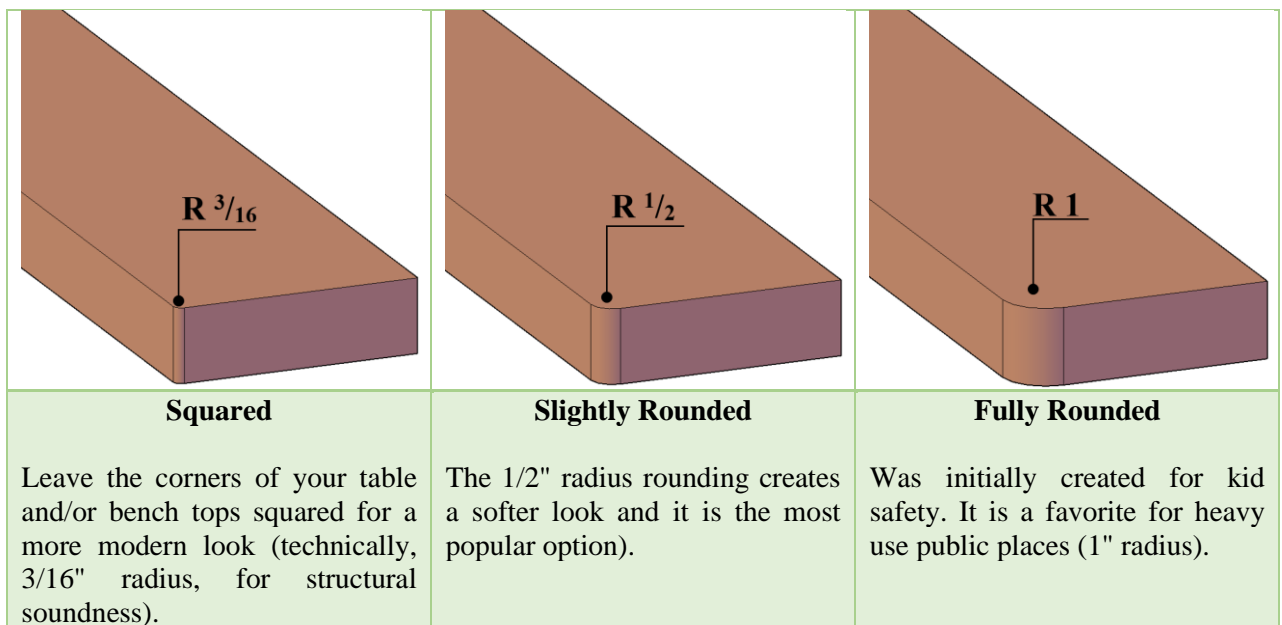 R 3/16
R 1/2
R 1
Squared
Leave the corners of your table
and/or bench tops squared for a
more modern look (technically,
3/16" radius, for structural
soundness).
Slightly Rounded
The 1/2" radius rounding creates
a softer look and it is the most
popular option).
Fully Rounded
Was initially created for kid
safety. It is a favorite for heavy
use public places (1" radius).